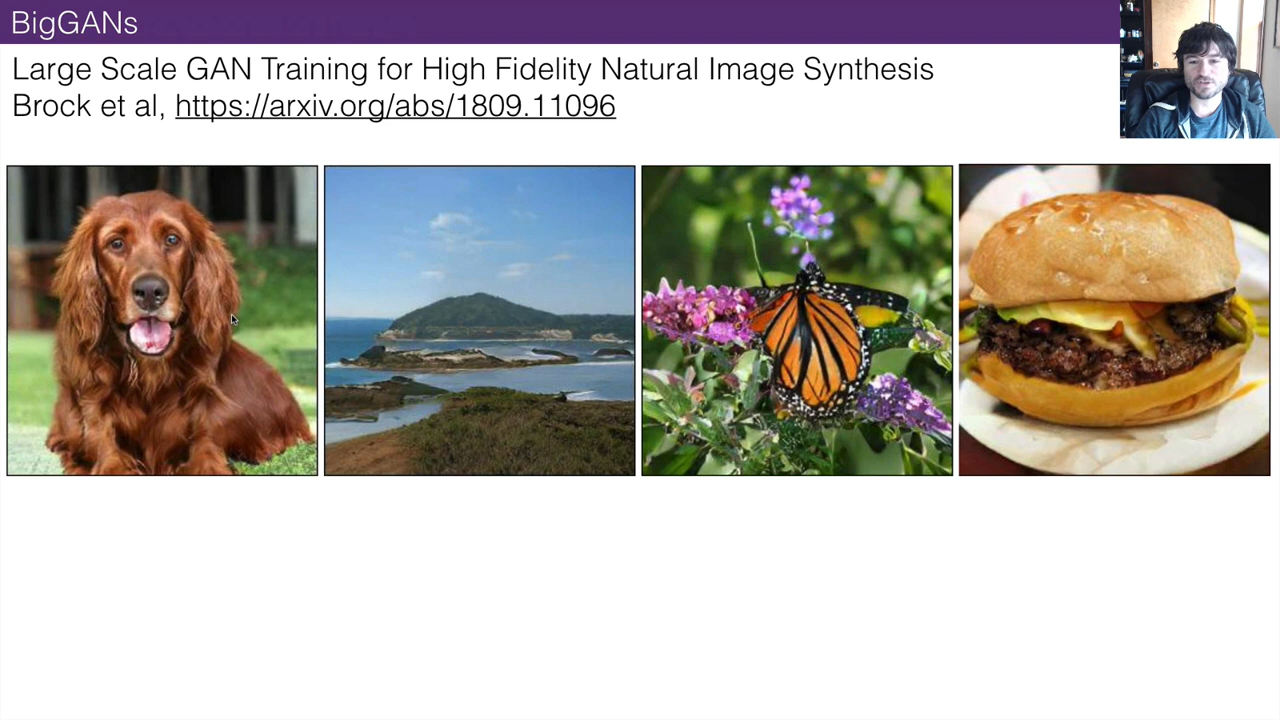 BigGANs
Large Scale GAN Training for High Fidelity Natural Image Synthesis
Brock et al, https://arxiv.org/abs/1809.11096